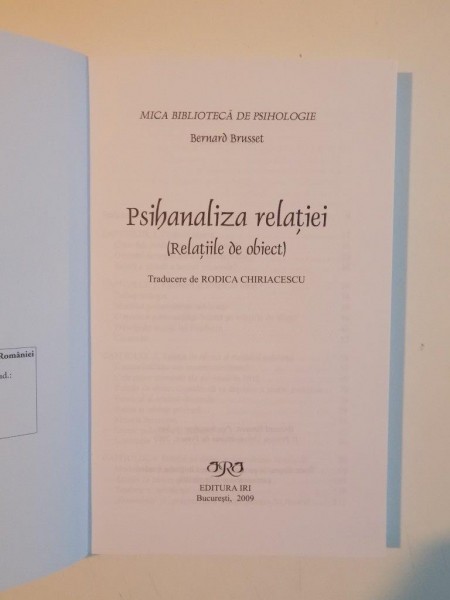 MICA BIBLIOTECĂ DE PSIHOLOGIE
Bernard Brusset
Psihanaliza relației
(Relațiile de obiect)
Traducere de RODICA CHIRIACESCU
României
ad.:
IRI
EDITURA IRI
București, 2009